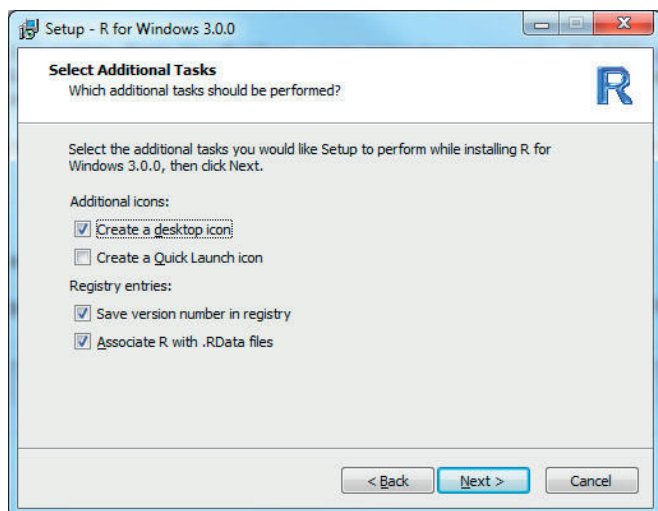 Setup - R for Windows 3.0.0
Select Additional Tasks
Which additional tasks should be performed?
R
Select the additional tasks you would like Setup to perform while installing R for
Windows 3.0.0, then click Next.
Additional icons:
Create a desktop icon
Create a Quick Launch icon
Registry entries:
Save version number in registry
Associate R with .RData files
< Back
Next >
Cancel